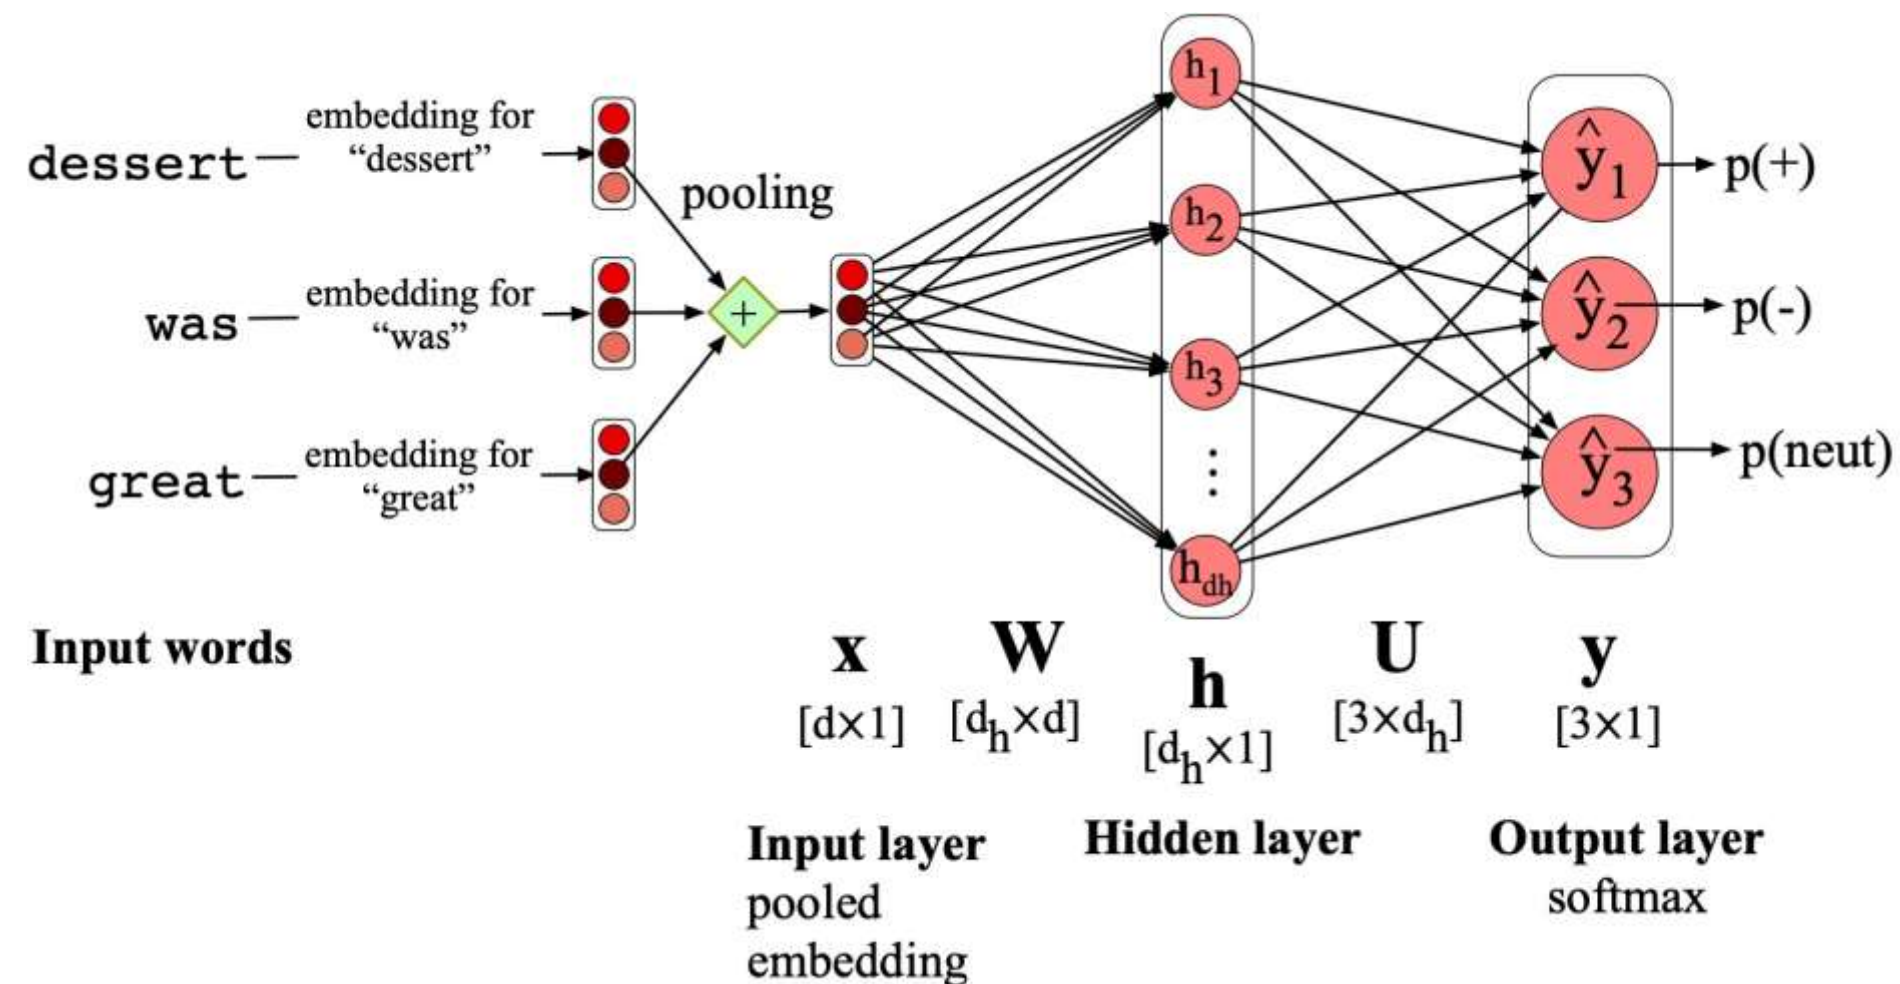 dessert
embedding for
“dessert”
pooling
was
embedding for
“was”
+
great
embedding for
“great”
h1
h2
h3
⋮
hdh
ŷ1
ŷ2
ŷ3
p(+)
p(-)
p(neut)
Input words
x
W
h
U
y
[d×1]
[dh×d]
[dh×1]
[3×dh]
[3×1]
Input layer
pooled
embedding
Hidden layer
Output layer
softmax